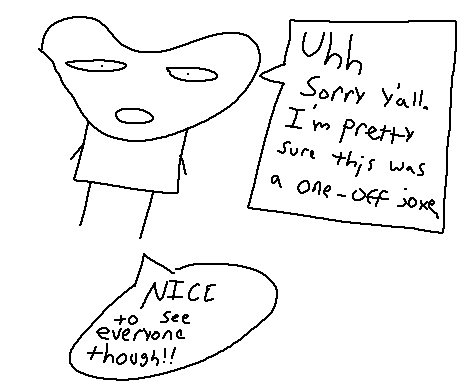 Uhh
Sorry y'all.
I'm pretty
sure this was
a one-off joke
NICE
to see
everyone
though!!